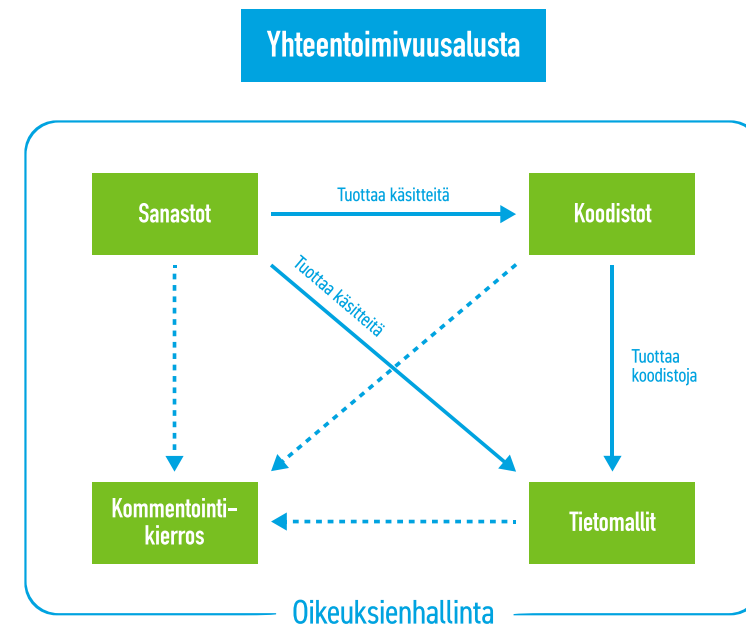 Yhteentoimivuusalusta
Sanastot
Tuottaa käsitteitä
Koodistot
Tuottaa käsitteitä
Tuottaa
koodistoja
Kommentointi-
kierros
Tietomallit
Oikeuksienhallinta